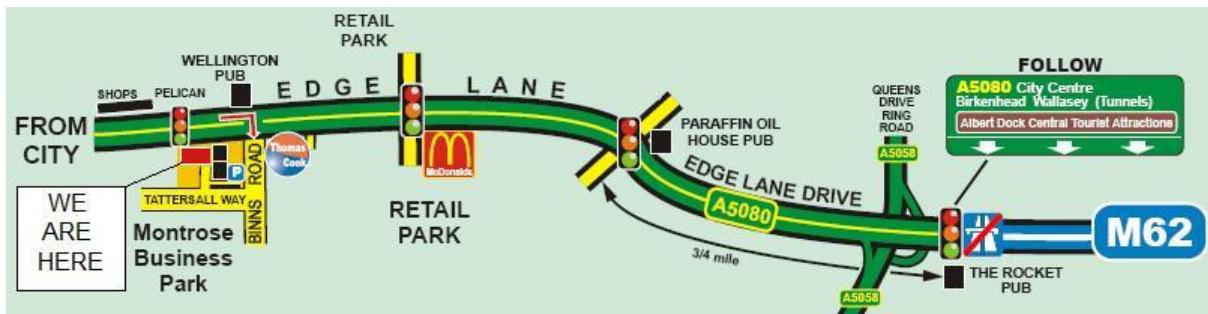 RETAIL
PARK
WELLINGTON
PUB
SHOPS
PELICAN
EDGE LANE
FROM
CITY
Thomas
Cook
McDonalds
P
ROAD
BINNS
TATTERSALL WAY
WE
ARE
HERE
Montrose
Business
Park
RETAIL
PARK
PARAFFIN OIL
HOUSE PUB
EDGE LANE DRIVE
A5080
3/4 mile
QUEENS
DRIVE
RING
ROAD
A5058
A5058
FOLLOW
A5080 City Centre
Birkenhead Wallasey (Tunnels)
Albert Dock Central Tourist Attractions
M62
THE ROCKET
PUB